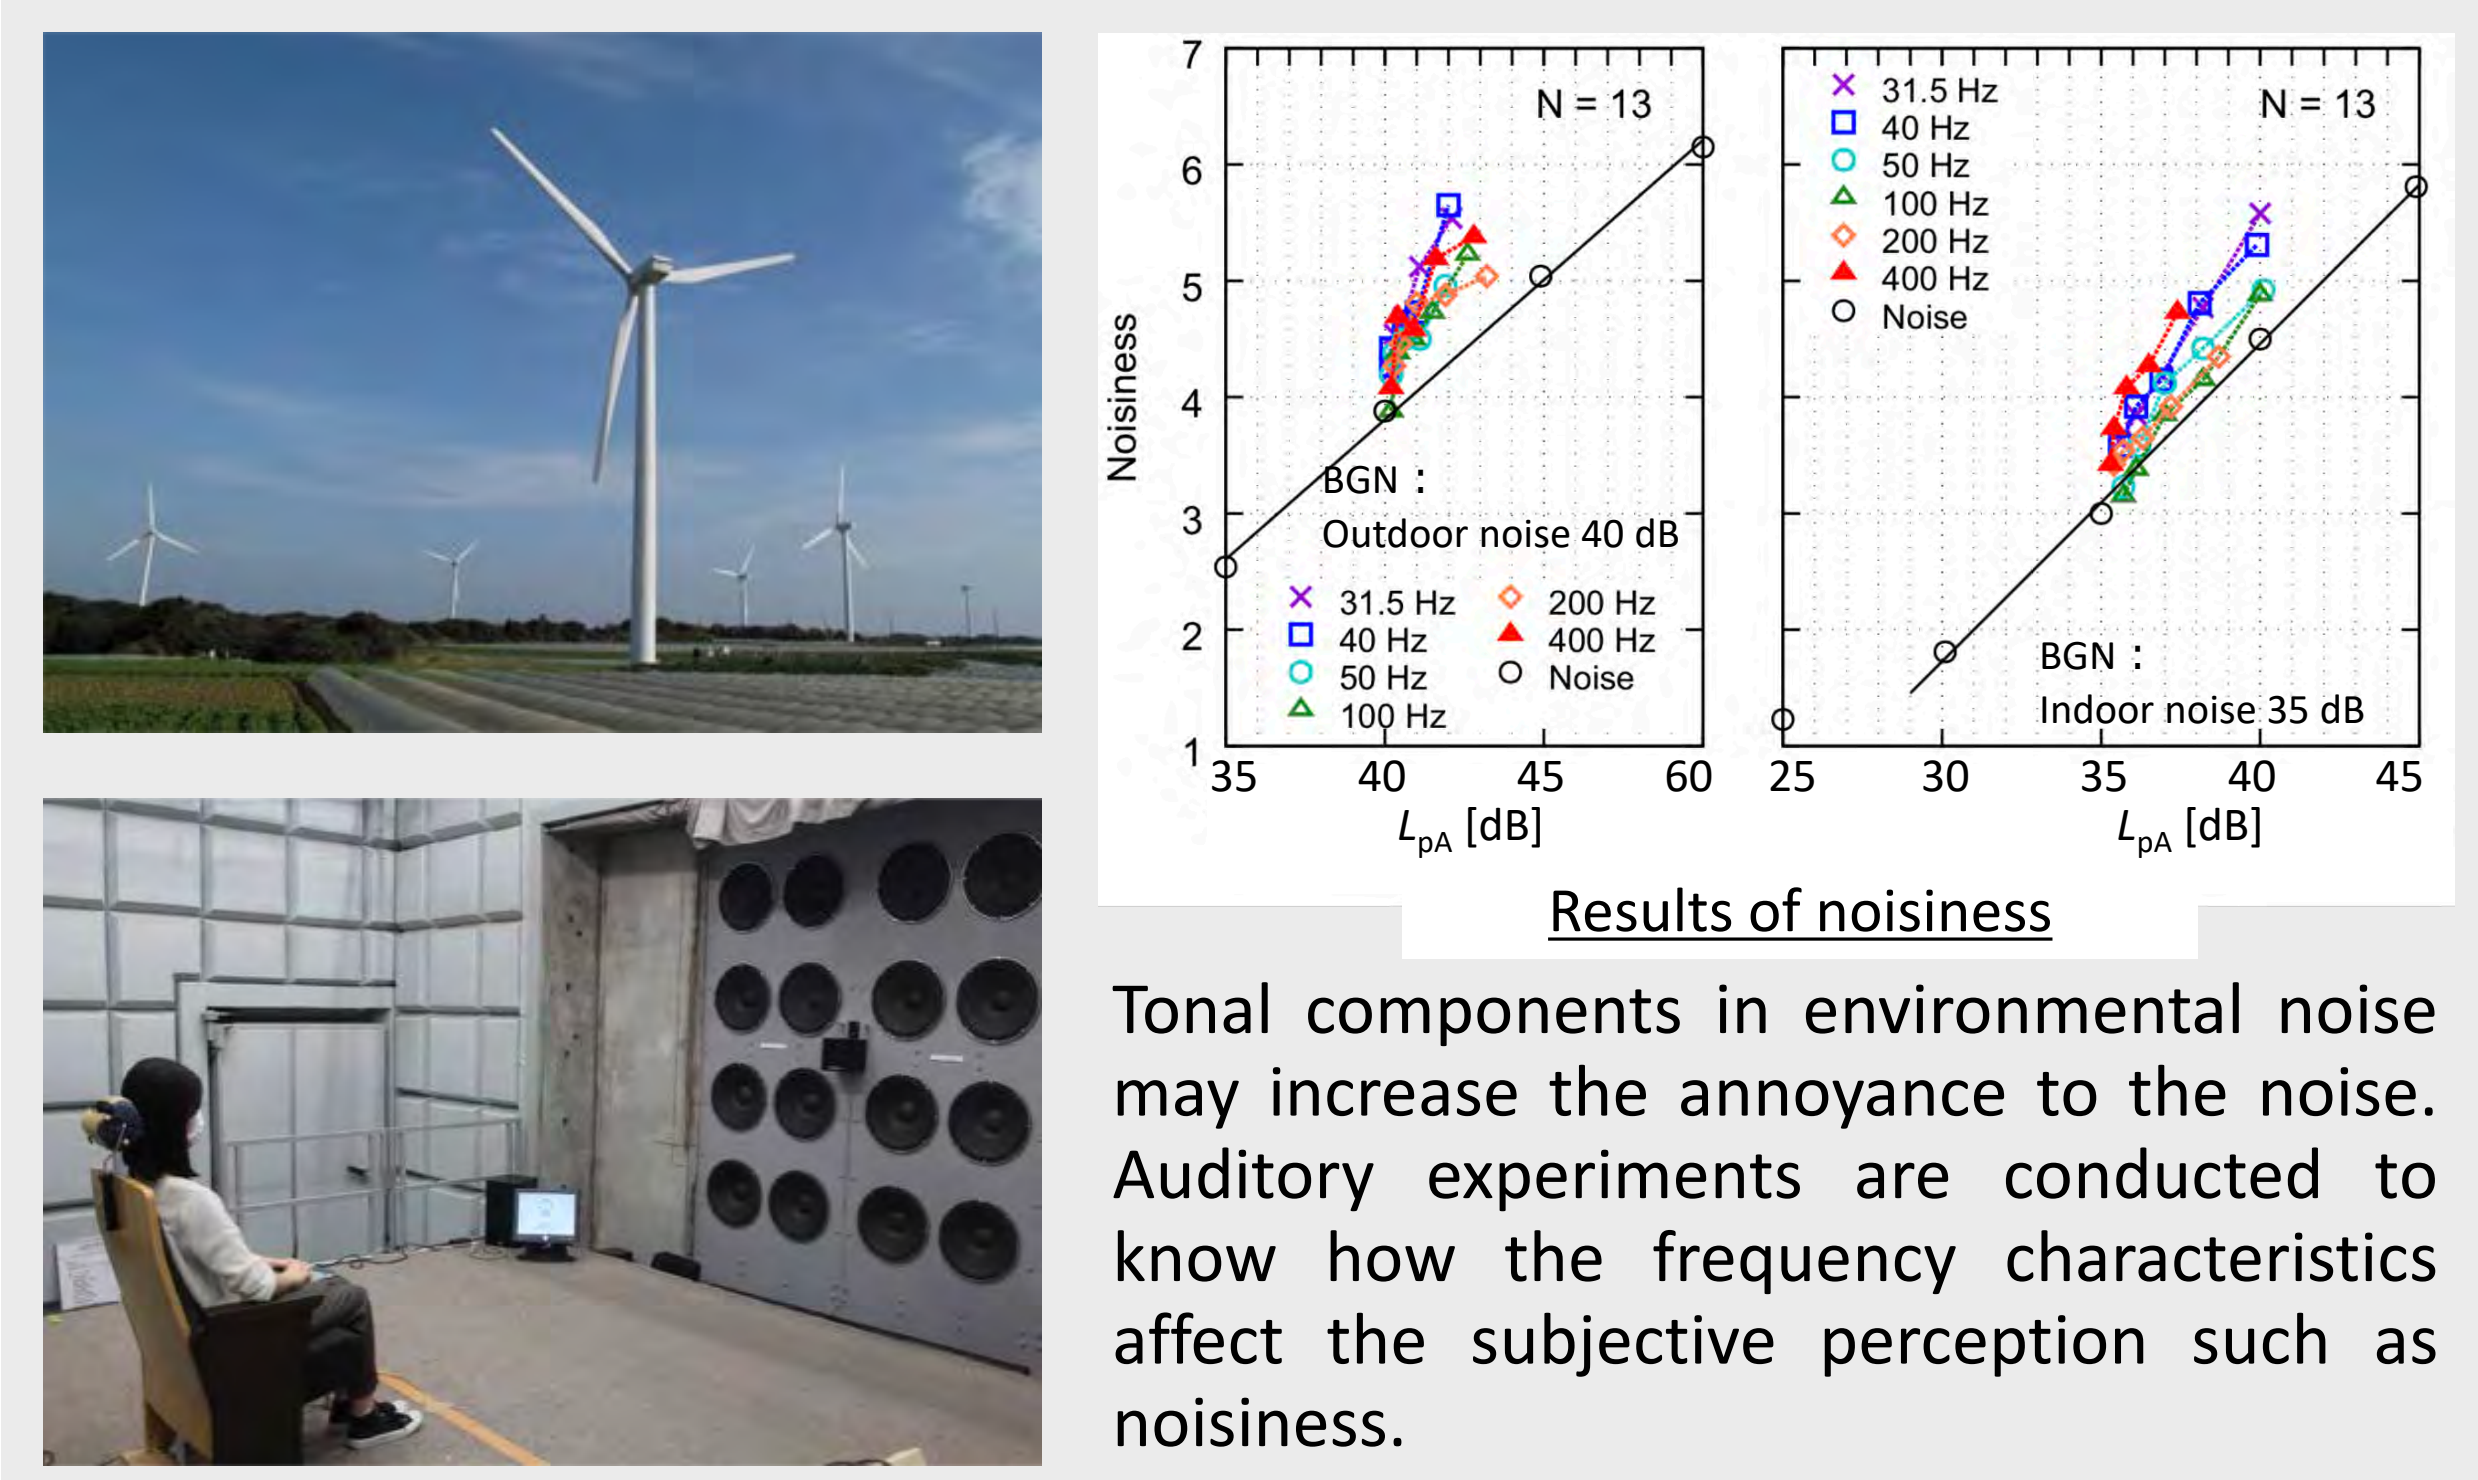 7
6
5
4
3
2
1
Noisiness
N = 13
BGN :
Outdoor noise 40 dB
31.5 Hz
40 Hz
50 Hz
100 Hz
200 Hz
400 Hz
Noise
35 40 45 60
LpA [dB]
31.5 Hz
40 Hz
50 Hz
100 Hz
200 Hz
400 Hz
Noise
N = 13
BGN :
Indoor noise 35 dB
25 30 35 40 45
LpA [dB]
Results of noisiness
Tonal components in environmental noise
may increase the annoyance to the noise.
Auditory experiments are conducted to
know how the frequency characteristics
affect the subjective perception such as
noisiness.